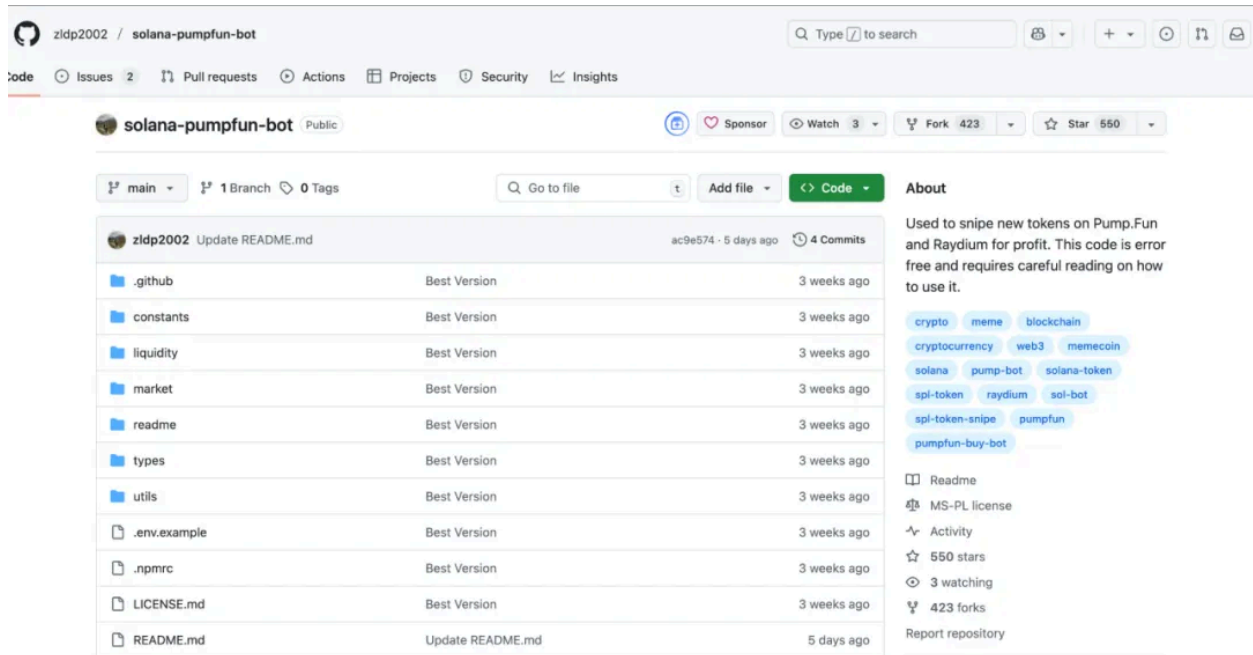 zldp2002 / solana-pumpfun-bot
Type / to search
Code Issues 2 Pull requests Actions Projects Security Insights
solana-pumpfun-bot Public
Sponsor Watch 3 Fork 423 Star 550
main 1 Branch 0 Tags
Go to file t
Add file
Code
zldp2002 Update README.md ac9e574 · 5 days ago 4 Commits
.github Best Version 3 weeks ago
constants Best Version 3 weeks ago
liquidity Best Version 3 weeks ago
market Best Version 3 weeks ago
readme Best Version 3 weeks ago
types Best Version 3 weeks ago
utils Best Version 3 weeks ago
.env.example Best Version 3 weeks ago
.npmrc Best Version 3 weeks ago
LICENSE.md Best Version 3 weeks ago
README.md Update README.md 5 days ago
About
Used to snipe new tokens on Pump.Fun
and Raydium for profit. This code is error
free and requires careful reading on how
to use it.
crypto meme blockchain
cryptocurrency web3 memecoin
solana pump-bot solana-token
spl-token raydium sol-bot
spl-token-snipe pumpfun
pumpfun-buy-bot
Readme
MS-PL license
Activity
550 stars
3 watching
423 forks
Report repository